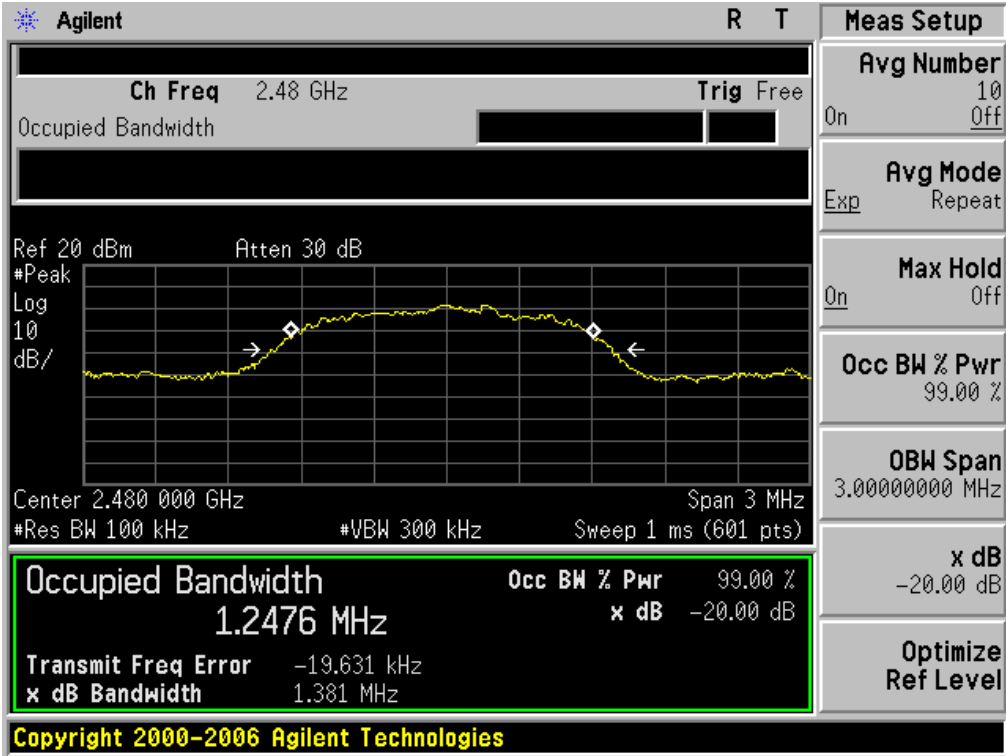 Agilent R T
Ch Freq 2.48 GHz Trig Free
Occupied Bandwidth
Ref 20 dBm Atten 30 dB
#Peak
Log
10
dB/
Center 2.480 000 GHz Span 3 MHz
#Res BW 100 kHz #VBW 300 kHz Sweep 1 ms (601 pts)
Occupied Bandwidth
1.2476 MHz
Occ BW % Pwr 99.00 %
x dB -20.00 dB
Transmit Freq Error -19.631 kHz
x dB Bandwidth 1.381 MHz
Copyright 2000-2006 Agilent Technologies
Meas Setup
Avg Number
10
On Off
Avg Mode
Exp Repeat
Max Hold
On Off
Occ BW % Pwr
99.00 %
OBW Span
3.00000000 MHz
x dB
-20.00 dB
Optimize
Ref Level